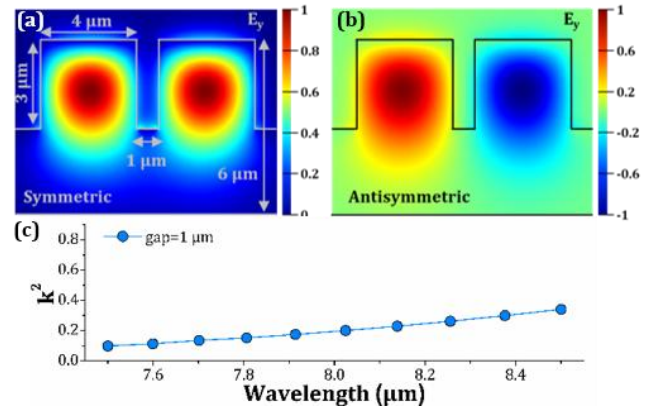 (a)
4 µm
E_y
3 µm
1 µm
6 µm
Symmetric
1
0.8
0.6
0.4
0.2
0
(b)
E_y
Antisymmetric
1
0.6
0.2
-0.2
-0.6
-1
(c)
gap=1 µm
k²
0.8
0.6
0.4
0.2
0.0
7.6
7.8
8.0
8.2
8.4
Wavelength (µm)